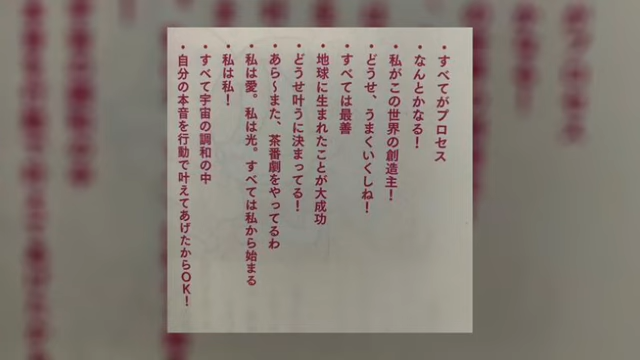 ・すべてがプロセス
・なんとかなる！
・私がこの世界の創造主！
・どうせ、うまくいくしね！
・すべては最善
・地球に生まれたことが大成功
・どうせ叶うに決まってる！
・あら〜また、茶番劇をやってるわ
私は愛。私は光。すべては私から始まる
・私は私！
・すべて宇宙の調和の中
・自分の本音を行動で叶えてあげたからOK！